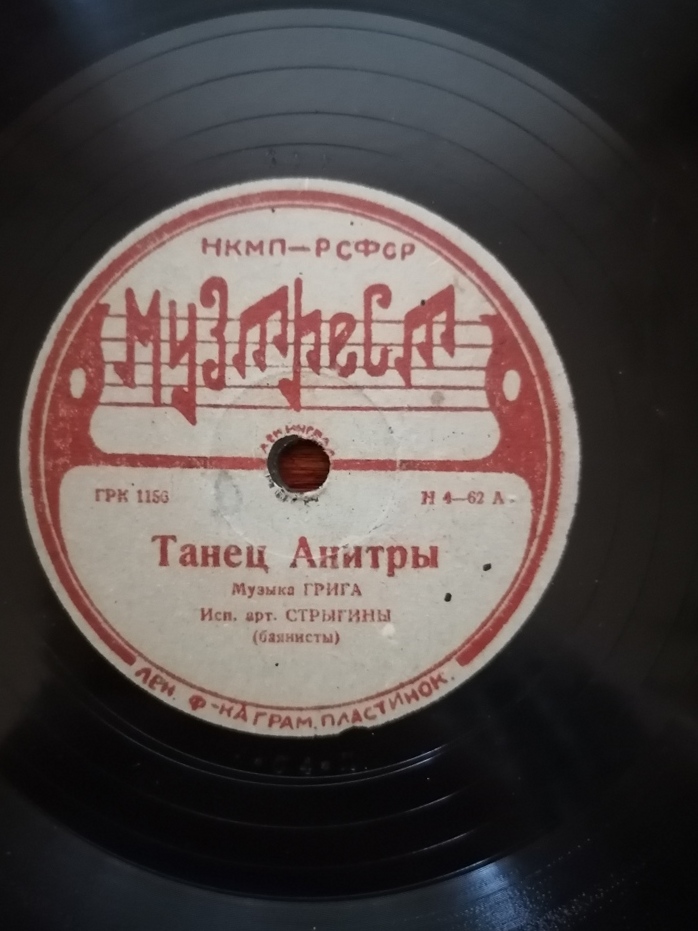 НКМП—РСФСР
Музтрест
ЛЕНИНГРАД
ГРК 1156
Н 4—62 А
Танец Анитры
Музыка ГРИГА
Исп. арт. СТРЫГИНЫ
(баянисты)
ЛЕН. Ф-КА ГРАМ. ПЛАСТИНОК.